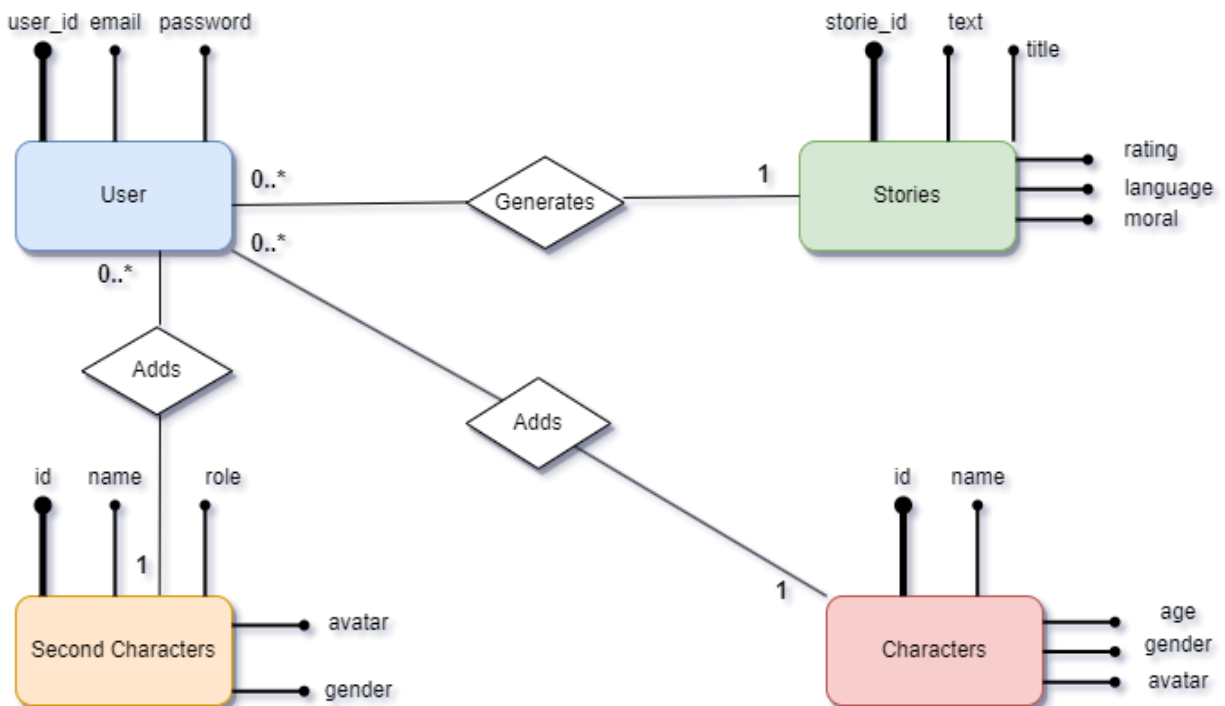 user_id email password
storie_id text
title
User
0..*
Generates
1
Stories
rating
language
moral
0..*
0..*
Adds
Adds
id name role
id name
1
1
Second Characters
avatar
gender
Characters
age
gender
avatar